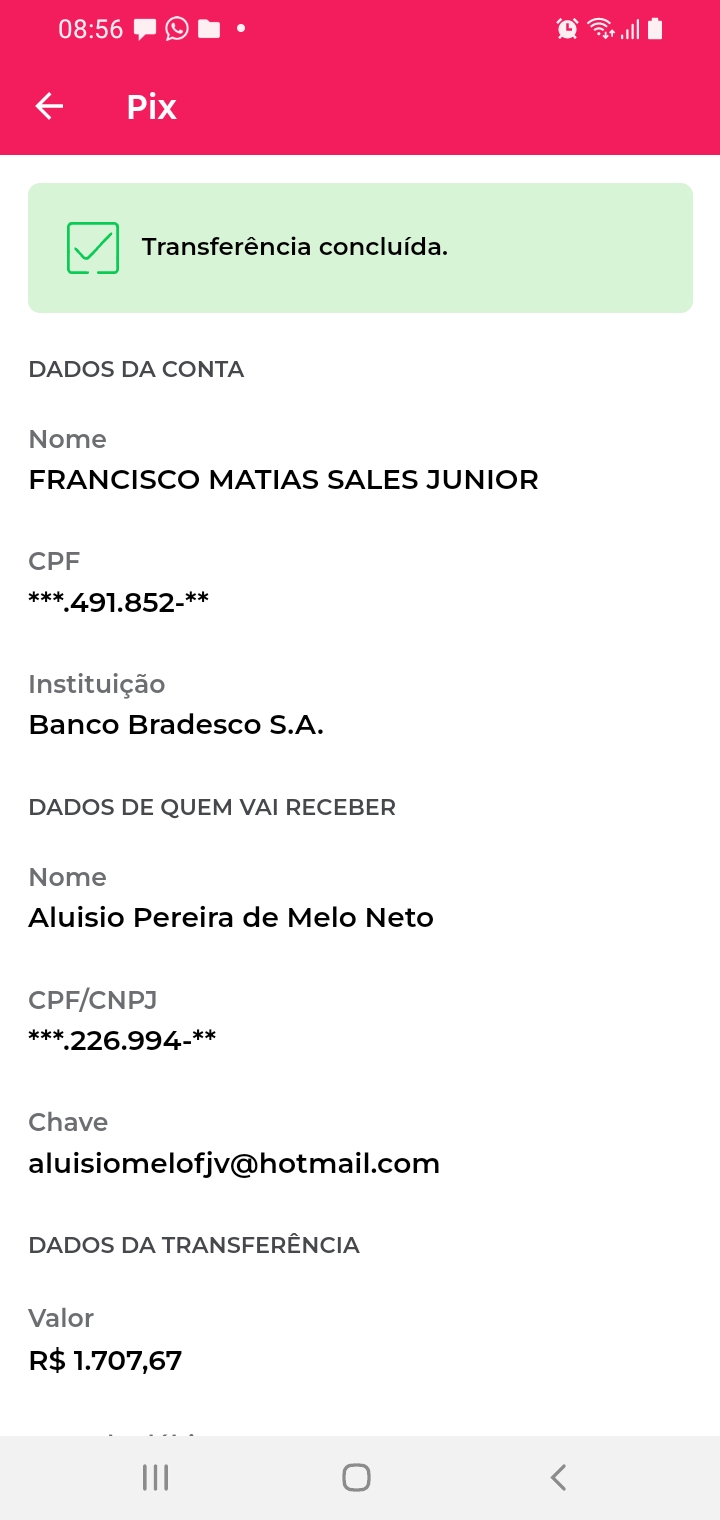 08:56
Pix
Transferência concluída.
DADOS DA CONTA
Nome
FRANCISCO MATIAS SALES JUNIOR
CPF
***.491.852-**
Instituição
Banco Bradesco S.A.
DADOS DE QUEM VAI RECEBER
Nome
Aluisio Pereira de Melo Neto
CPF/CNPJ
***.226.994-**
Chave
aluisiomelofjv@hotmail.com
DADOS DA TRANSFERÊNCIA
Valor
R$ 1.707,67